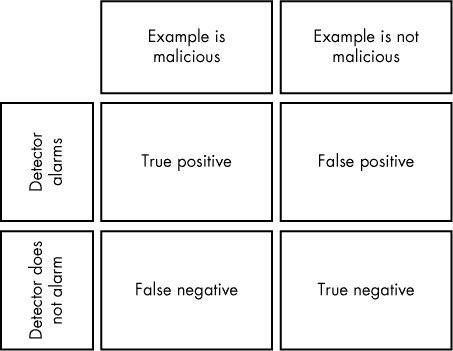 Example is
malicious
Example is not
malicious
Detector
alarms
True positive
False positive
Detector does
not alarm
False negative
True negative